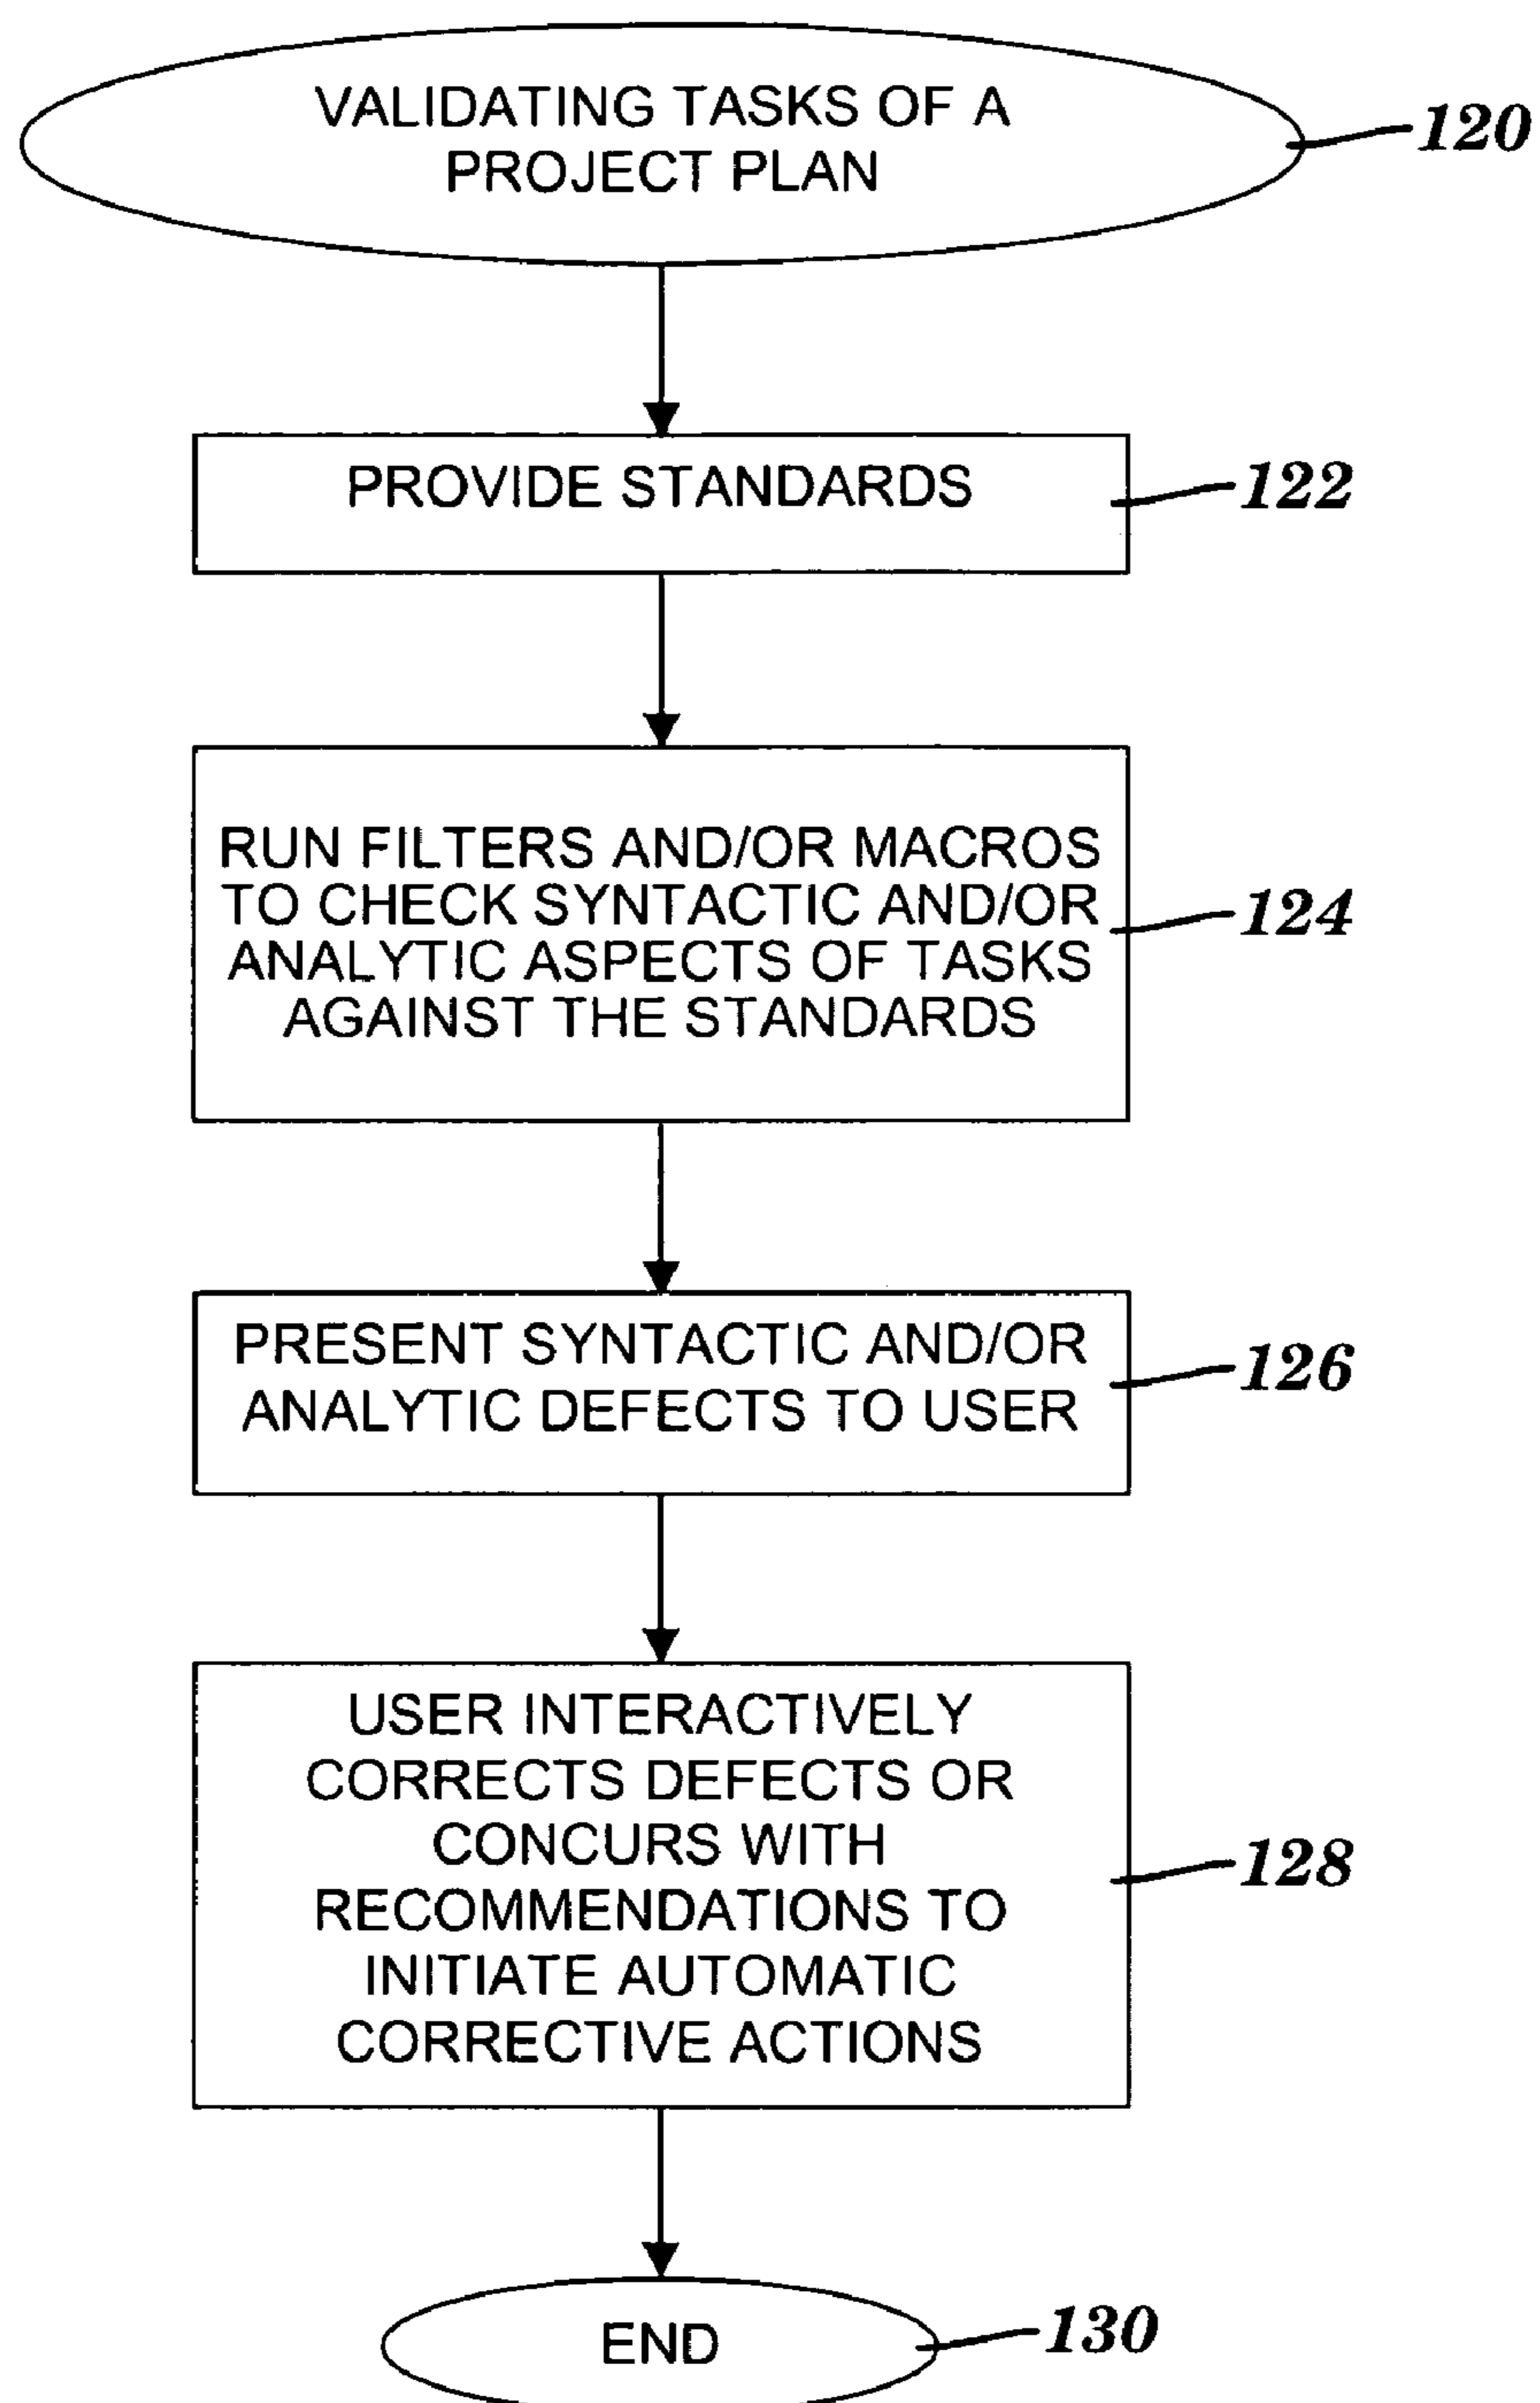 VALIDATING TASKS OF A
PROJECT PLAN
120
PROVIDE STANDARDS
122
RUN FILTERS AND/OR MACROS
TO CHECK SYNTACTIC AND/OR
ANALYTIC ASPECTS OF TASKS
AGAINST THE STANDARDS
124
PRESENT SYNTACTIC AND/OR
ANALYTIC DEFECTS TO USER
126
USER INTERACTIVELY
CORRECTS DEFECTS OR
CONCURS WITH
RECOMMENDATIONS TO
INITIATE AUTOMATIC
CORRECTIVE ACTIONS
128
END
130